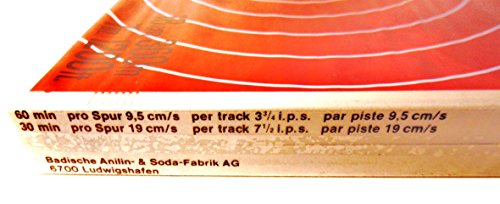 60 min pro Spur 9,5 cm/s per track 3¾ i.p.s. par piste 9,5 cm/s
30 min pro Spur 19 cm/s per track 7½ i.p.s. par piste 19 cm/s
Badische Anilin- & Soda-Fabrik AG
6700 Ludwigshafen